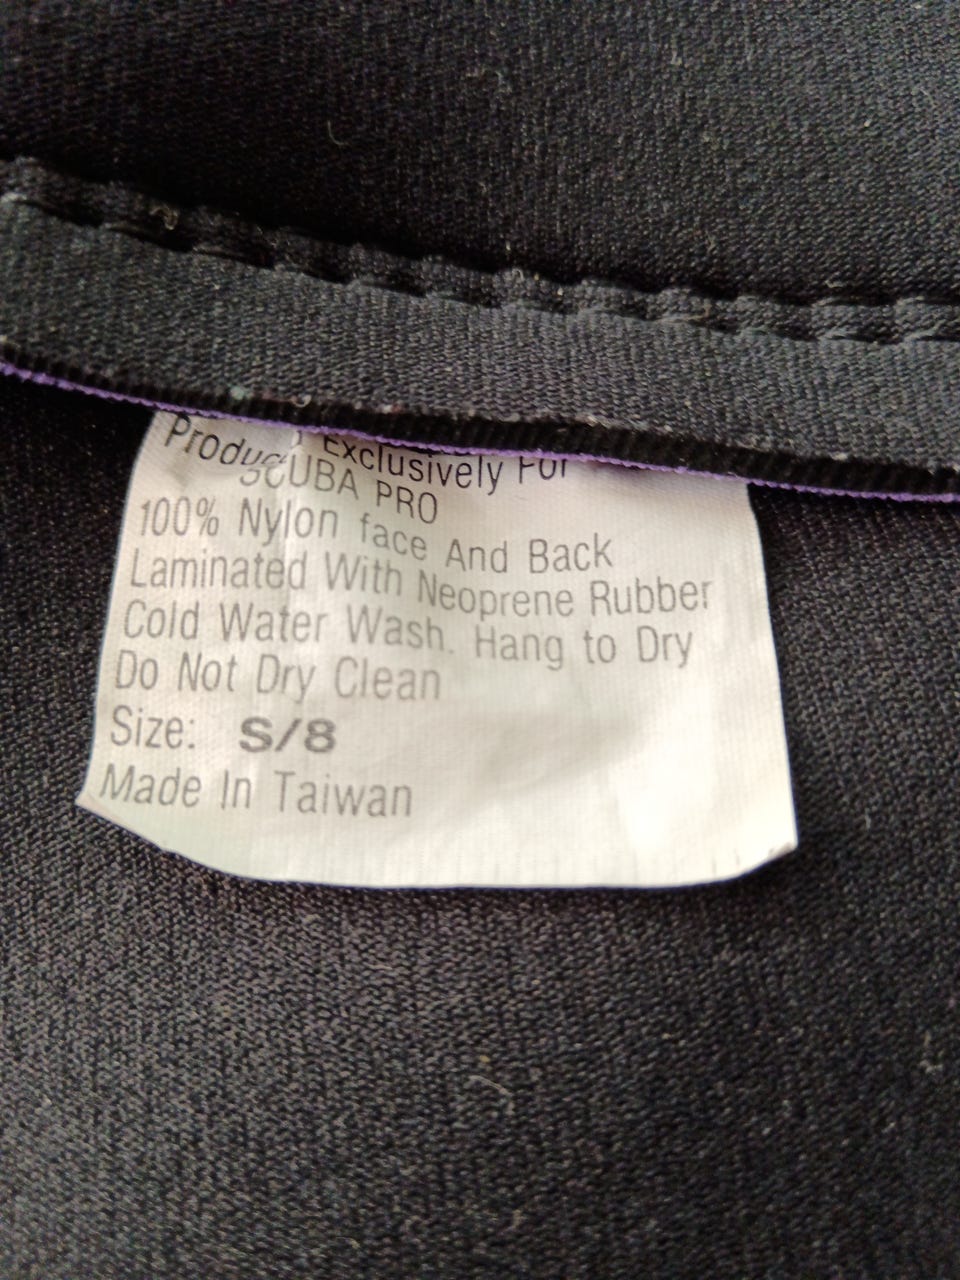 Produced Exclusively For
SCUBA PRO
100% Nylon face And Back
Laminated With Neoprene Rubber
Cold Water Wash. Hang to Dry
Do Not Dry Clean
Size: S/8
Made In Taiwan